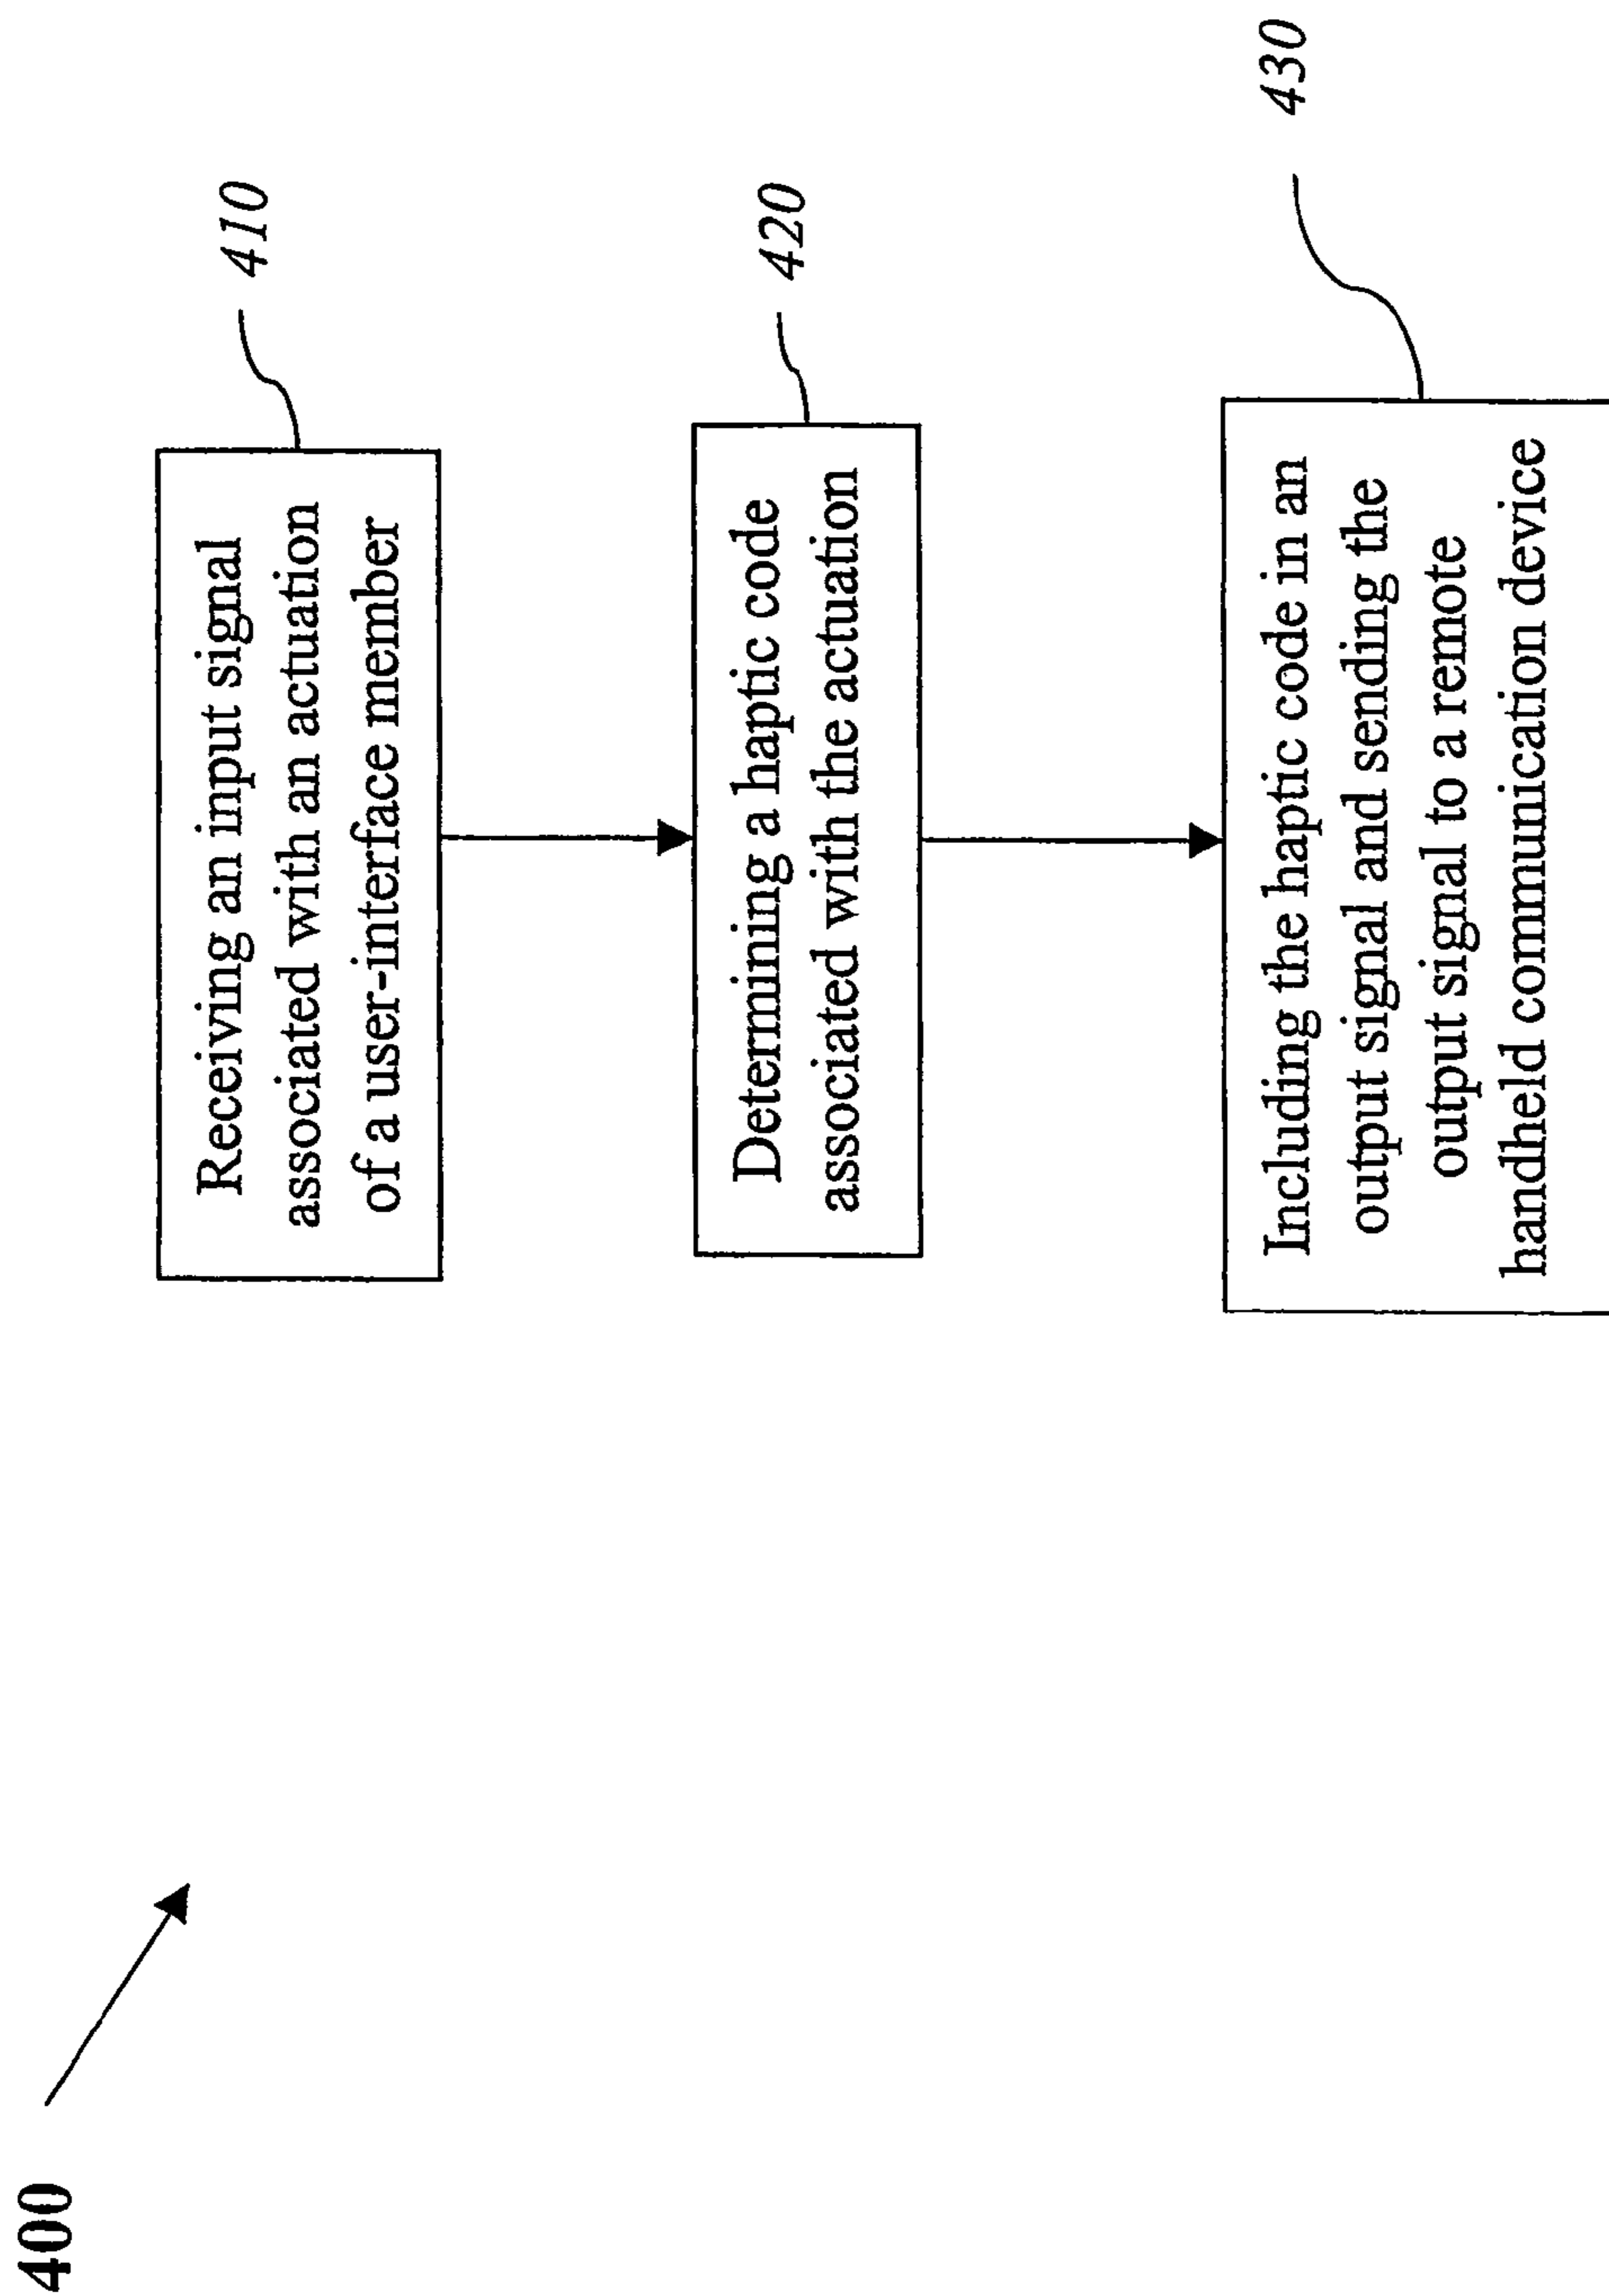 400
Receiving an input signal
associated with an actuation
of a user-interface member
410
Determining a haptic code
associated with the actuation
420
Including the haptic code in an
output signal and sending the
output signal to a remote
handheld communication device
430